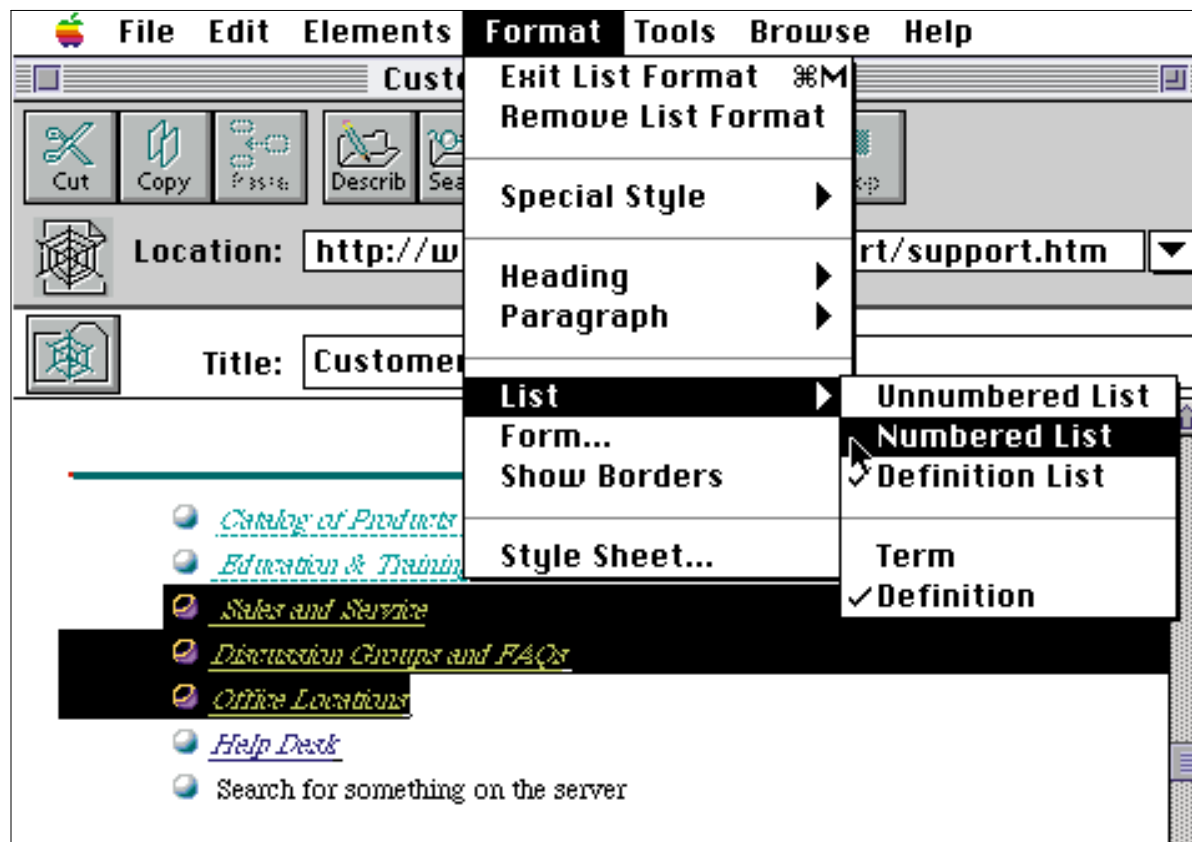 File Edit Elements Format Tools Browse Help
Custo
Exit List Format ⌘M
Remove List Format
Cut Copy Paste Describ Sea
Special Style
Location: http://w rt/support.htm
Heading
Paragraph
Title: Customer
List
Unnumbered List
Form...
Numbered List
Show Borders
Definition List
Style Sheet...
Term
Definition
Catalog of Products
Education & Training
Sales and Service
Discussion Groups and FAQs
Office Locations
Help Desk
Search for something on the server